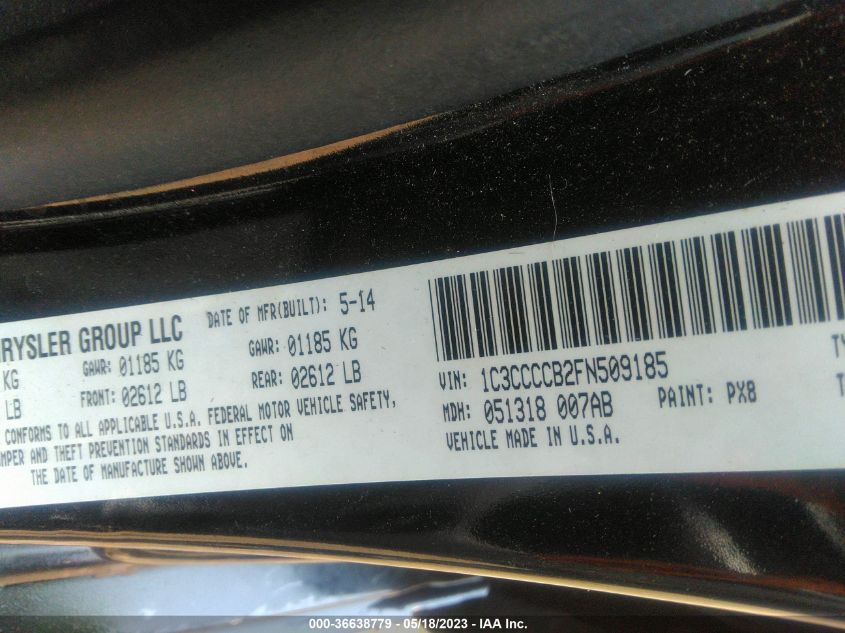 RYSLER GROUP LLC DATE OF MFR(BUILT): 5-14
KG GAWR: 01185 KG GAWR: 01185 KG
LB FRONT: 02612 LB REAR: 02612 LB
CONFORMS TO ALL APPLICABLE U.S.A. FEDERAL MOTOR VEHICLE SAFETY,
MPER AND THEFT PREVENTION STANDARDS IN EFFECT ON
THE DATE OF MANUFACTURE SHOWN ABOVE.
VIN: 1C3CCCCB2FN509185 TY
MDH: 051318 007AB PAINT: PX8 T
VEHICLE MADE IN U.S.A.
000-36638779 — 05/18/2023 — IAA Inc.